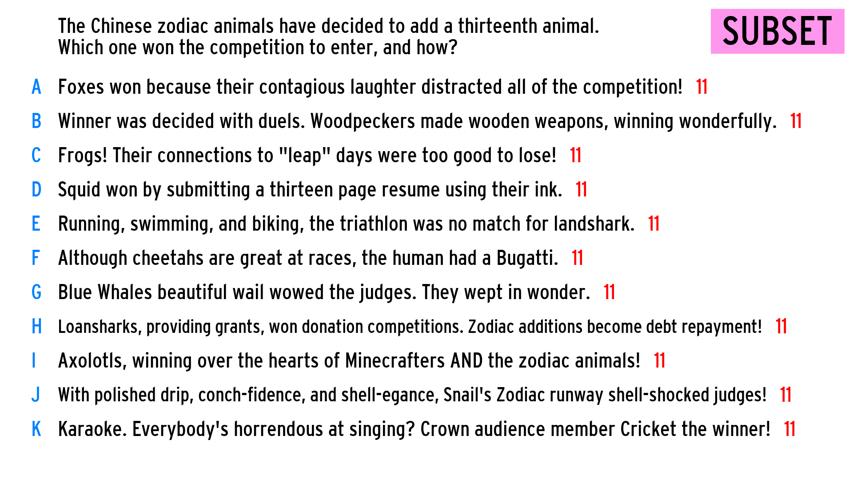 The Chinese zodiac animals have decided to add a thirteenth animal.
Which one won the competition to enter, and how?
SUBSET
A Foxes won because their contagious laughter distracted all of the competition! 11
B Winner was decided with duels. Woodpeckers made wooden weapons, winning wonderfully. 11
C Frogs! Their connections to "leap" days were too good to lose! 11
D Squid won by submitting a thirteen page resume using their ink. 11
E Running, swimming, and biking, the triathlon was no match for landshark. 11
F Although cheetahs are great at races, the human had a Bugatti. 11
G Blue Whales beautiful wail wowed the judges. They wept in wonder. 11
H Loansharks, providing grants, won donation competitions. Zodiac additions become debt repayment! 11
I Axolotls, winning over the hearts of Minecrafters AND the zodiac animals! 11
J With polished drip, conch-fidence, and shell-egance, Snail's Zodiac runway shell-shocked judges! 11
K Karaoke. Everybody's horrendous at singing? Crown audience member Cricket the winner! 11